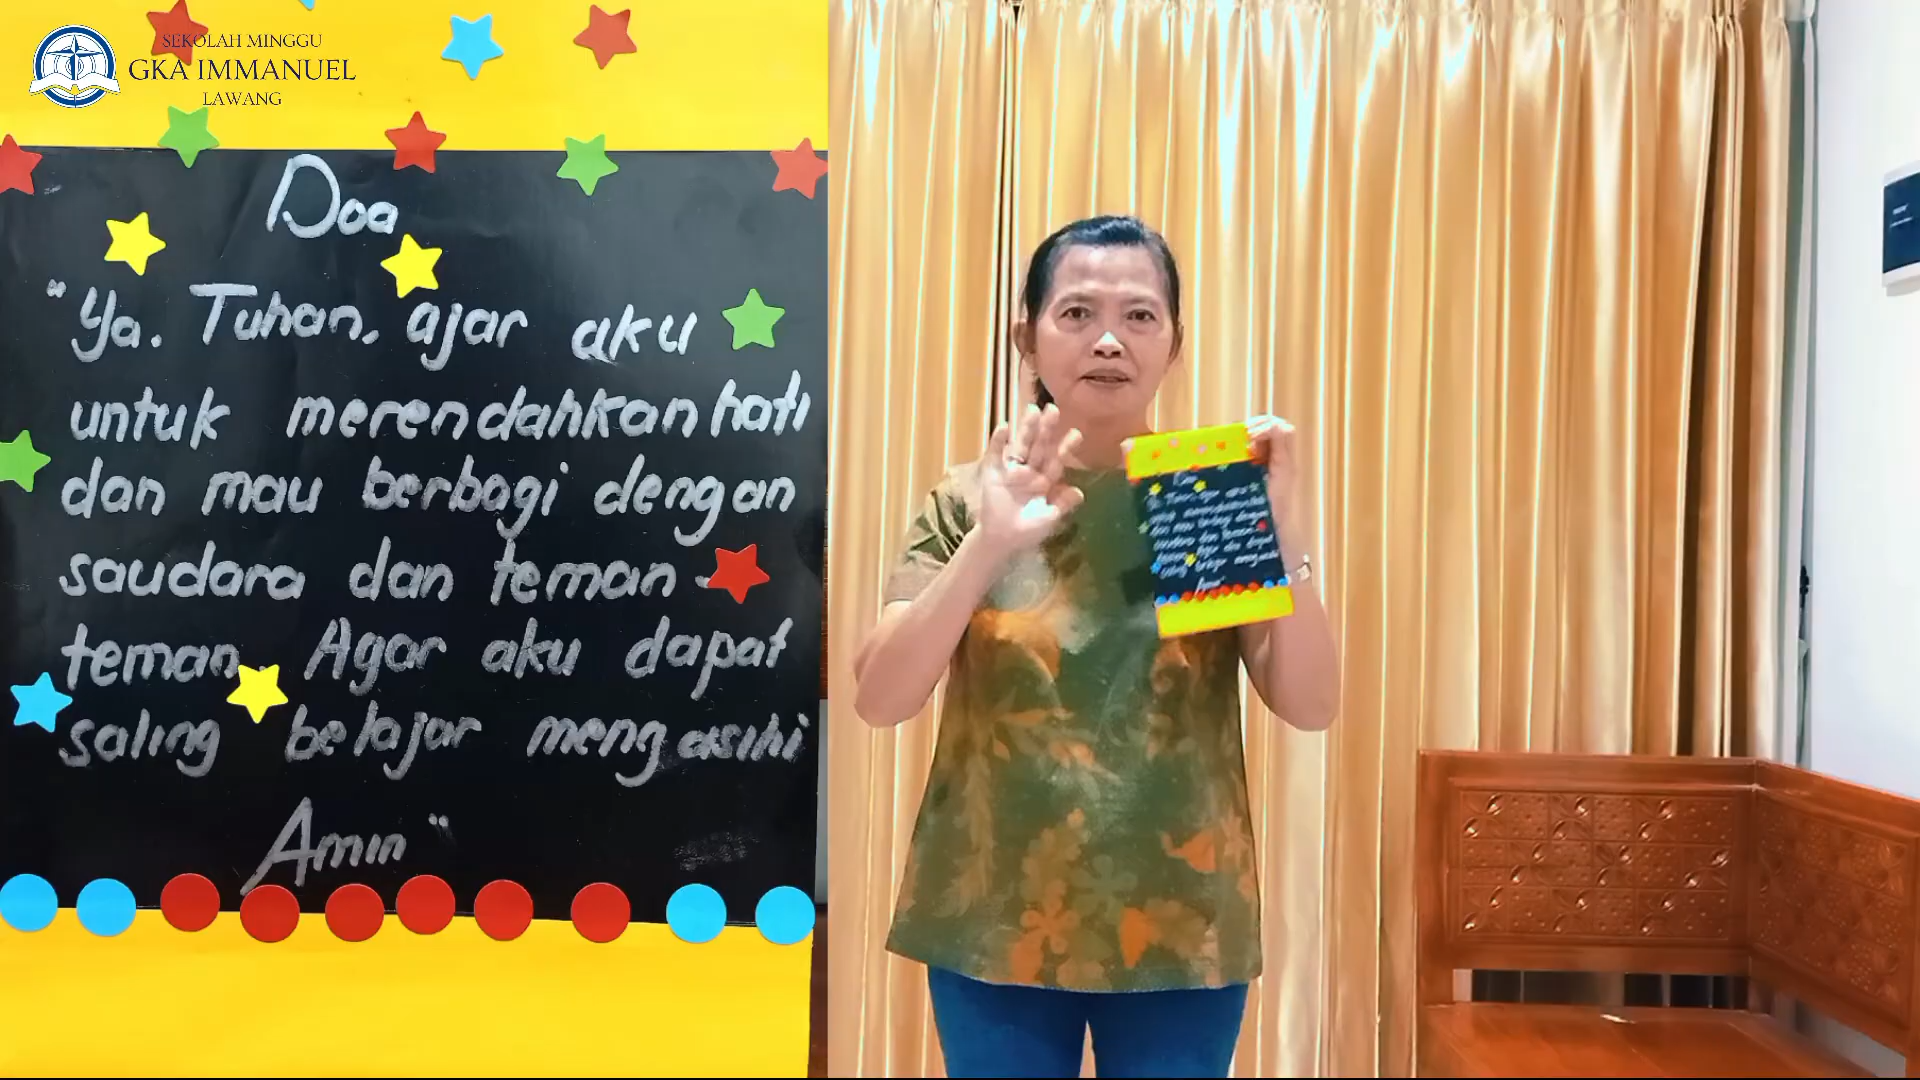 SEKOLAH MINGGU
GKA IMMANUEL
LAWANG
Doa
"Ya. Tuhan, ajar aku
untuk merendahkan hati
dan mau berbagi dengan
saudara dan teman -
teman. Agar aku dapat
saling belajar mengasihi
Amin"